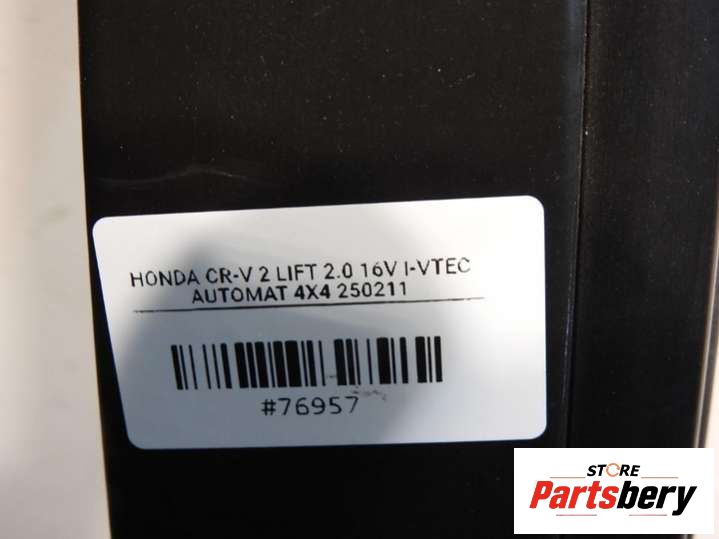 HONDA CR-V 2 LIFT 2.0 16V I-VTEC
AUTOMAT 4X4 250211
#76957
STORE
Partsbery